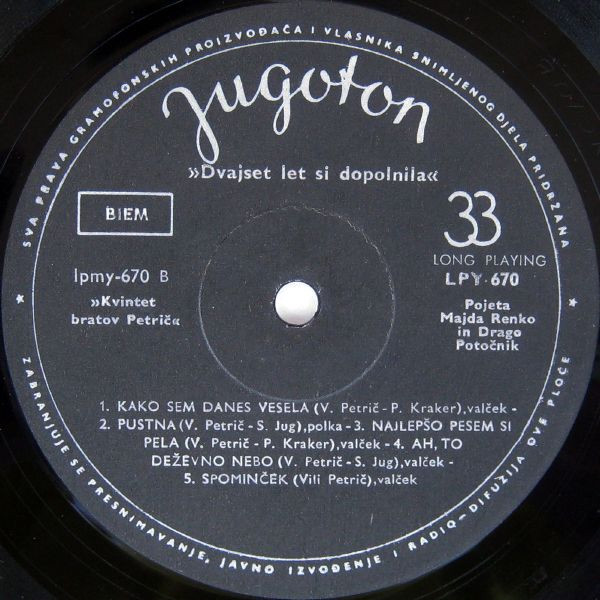 SVA PRAVA GRAMOFONSKIH PROIZVOĐAČA I VLASNIKA SNIMLJENOG DJELA PRIDRŽANA
Jugoton
»Dvajset let si dopolnila«
BIEM
33
LONG PLAYING
lpmy-670 B
LPY-670
»Kvintet
bratov Petrič«
Pojeta
Majda Renko
in Drago
Potočnik
1. KAKO SEM DANES VESELA (V. Petrič - P. Kraker), valček -
2. PUSTNA (V. Petrič - S. Jug), polka - 3. NAJLEPŠO PESEM SI
PELA (V. Petrič - P. Kraker), valček - 4. AH, TO
DEŽEVNO NEBO (V. Petrič - S. Jug), valček -
5. SPOMINČEK (Vili Petrič), valček
ZABRANJUJE SE PRESNIMAVANJE, JAVNO IZVOĐENJE I RADIO-DIFUZIJA OVE PLOČE